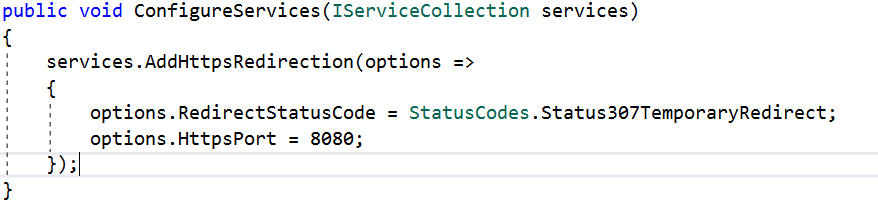 public void ConfigureServices(IServiceCollection services)
{
    services.AddHttpsRedirection(options =>
    {
        options.RedirectStatusCode = StatusCodes.Status307TemporaryRedirect;
        options.HttpsPort = 8080;
    });
}